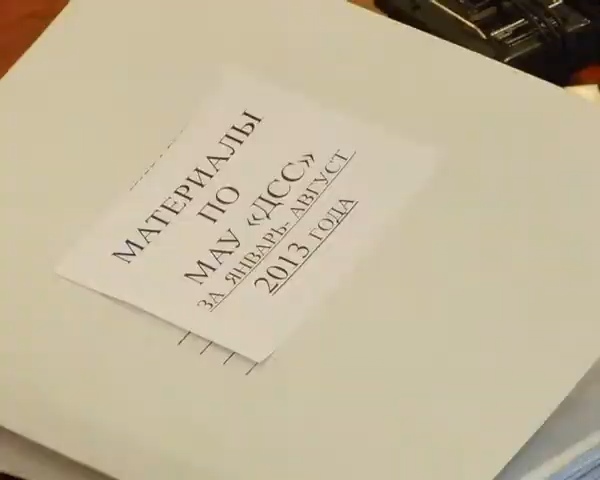 МАТЕРИАЛЫ
ПО
МАУ «ДСС»
ЗА ЯНВАРЬ- АВГУСТ
2013 ГОДА